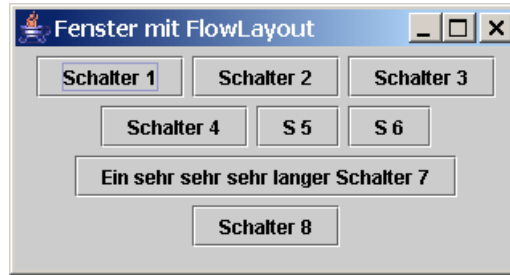 Fenster mit FlowLayout
Schalter 1 Schalter 2 Schalter 3
Schalter 4 S 5 S 6
Ein sehr sehr sehr langer Schalter 7
Schalter 8